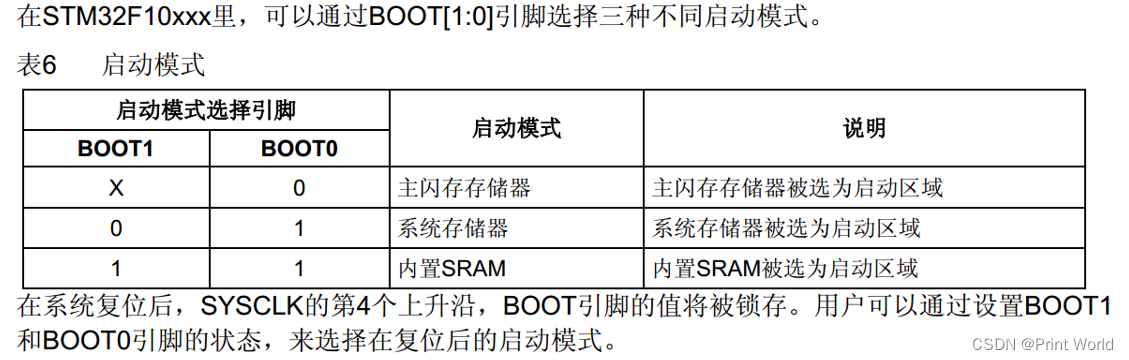 在STM32F10xxx里，可以通过BOOT[1:0]引脚选择三种不同启动模式。
表6 启动模式
启动模式选择引脚 启动模式 说明
BOOT1 BOOT0
X 0 主闪存存储器 主闪存存储器被选为启动区域
0 1 系统存储器 系统存储器被选为启动区域
1 1 内置SRAM 内置SRAM被选为启动区域
在系统复位后，SYSCLK的第4个上升沿，BOOT引脚的值将被锁存。用户可以通过设置BOOT1
和BOOT0引脚的状态，来选择在复位后的启动模式。
CSDN @Print World